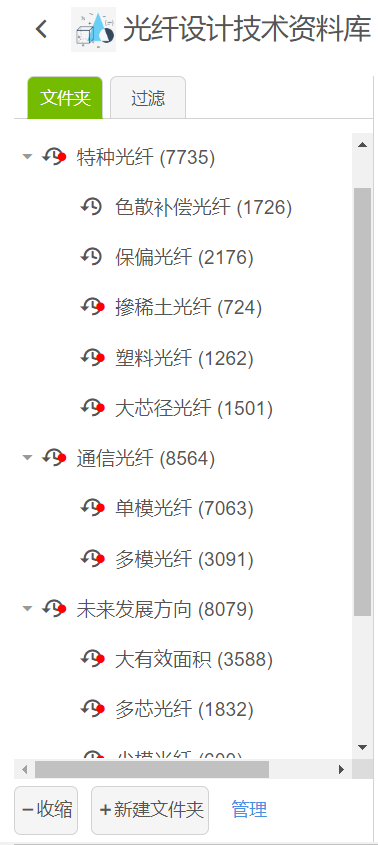 光纤设计技术资料库
文件夹 过滤
特种光纤 (7735)
色散补偿光纤 (1726)
保偏光纤 (2176)
掺稀土光纤 (724)
塑料光纤 (1262)
大芯径光纤 (1501)
通信光纤 (8564)
单模光纤 (7063)
多模光纤 (3091)
未来发展方向 (8079)
大有效面积 (3588)
多芯光纤 (1832)
收缩 +新建文件夹 管理